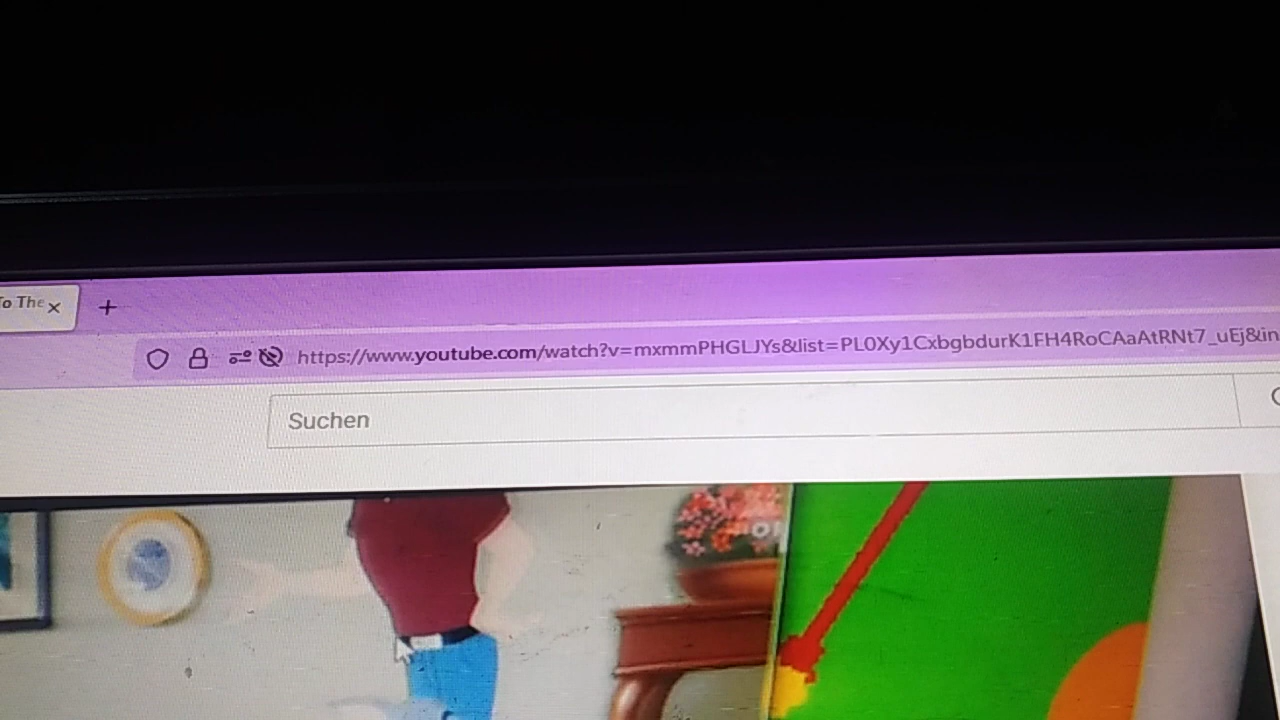 To The
https://www.youtube.com/watch?v=mxmmPHGLJYs&list=PL0Xy1CxbgbdurK1FH4RoCAaAtRNt7_uEj&in
Suchen